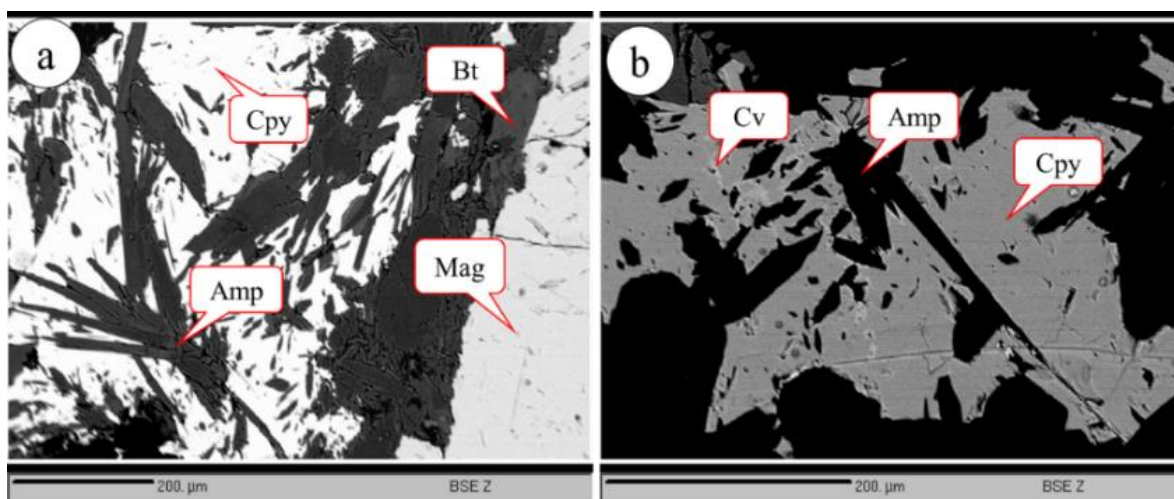 a
Bt
Cpy
Mag
Amp
200. µm
BSE Z
b
Cv
Amp
Cpy
200. µm
BSE Z